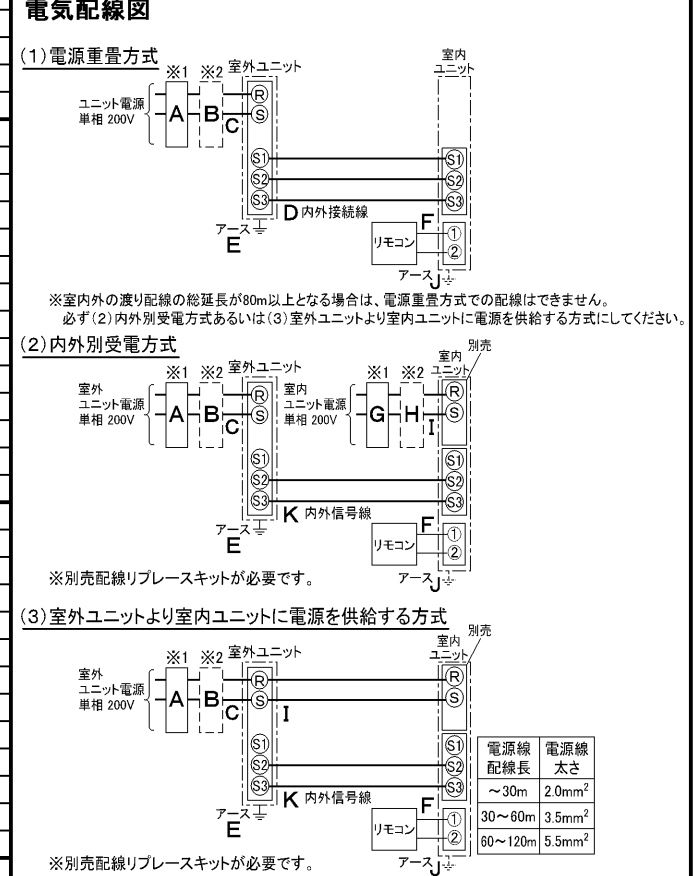 電気配線図
(1)電源重畳方式
※1 ※2 室外ユニット
室内
ユニット
ユニット電源
単相 200V
A B C
R
S
S1 S1
S2 S2
S3 S3
D 内外接続線
アース
E
リモコン
F
①
②
アース J
※室内外の渡り配線の総延長が80m以上となる場合は、電源重畳方式での配線はできません。
必ず(2)内外別受電方式あるいは(3)室外ユニットより室内ユニットに電源を供給する方式にしてください。
(2)内外別受電方式
※1 ※2 室外ユニット
※1 ※2 室内
ユニット
別売
室外
ユニット電源
単相 200V
A B C
R
S
室内
ユニット電源
単相 200V
G H I
R
S
S1 S1
S2 S2
S3 S3
K 内外信号線
アース
E
リモコン
F
①
②
アース J
※別売配線リプレースキットが必要です。
(3)室外ユニットより室内ユニットに電源を供給する方式
※1 ※2 室外ユニット
室内
ユニット
別売
室外
ユニット電源
単相 200V
A B C
R R
S S
I
S1 S1
S2 S2
S3 S3
K 内外信号線
アース
E
リモコン
F
①
②
アース J
※別売配線リプレースキットが必要です。
電源線
配線長
電源線
太さ
～30m 2.0mm²
30～60m 3.5mm²
60～120m 5.5mm²